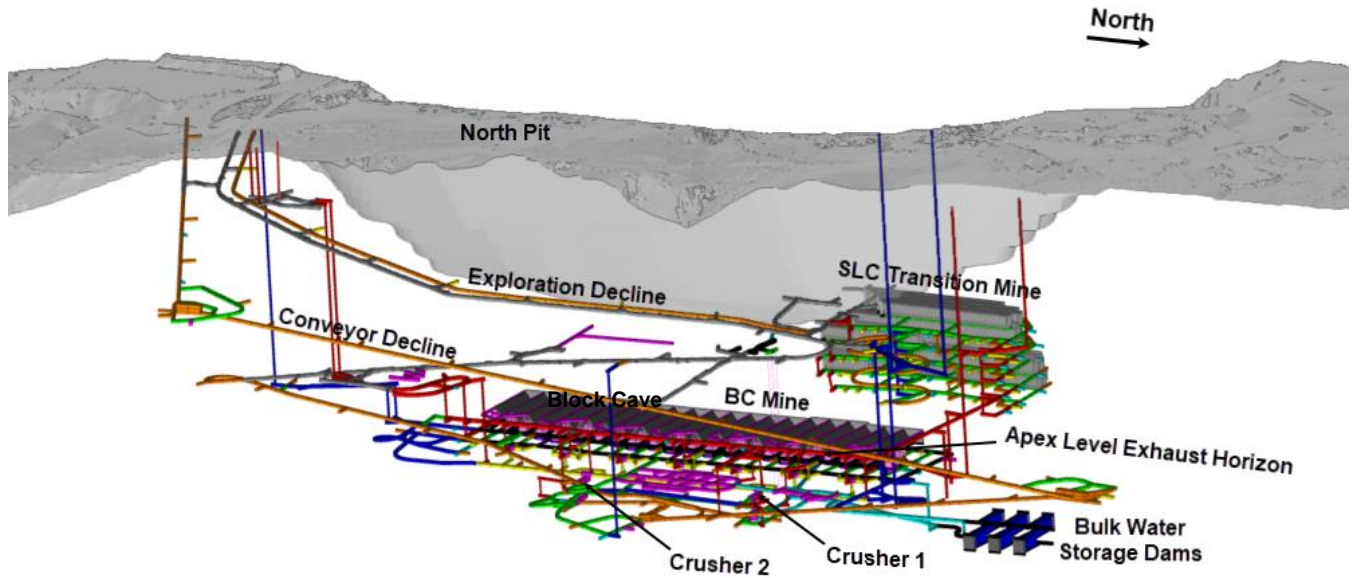 North
North Pit
SLC Transition Mine
Exploration Decline
Conveyor Decline
Block Cave
BC Mine
Apex Level Exhaust Horizon
Bulk Water
Storage Dams
Crusher 2
Crusher 1